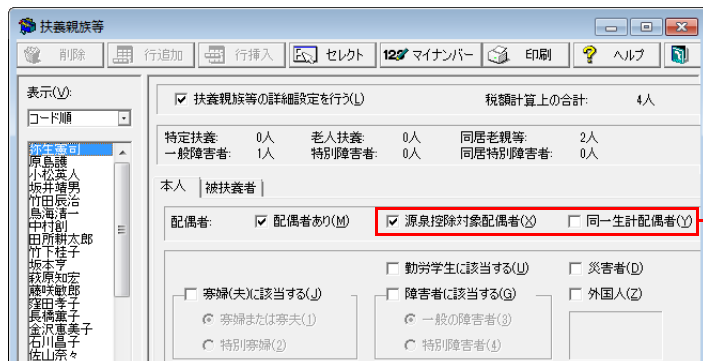 扶養親族等
削除 行追加 行挿入 セレクト 123 マイナンバー 印刷 ヘルプ
表示(V):
コード順
弥生憲司
原島護
小松英人
坂井靖男
竹田辰治
鳥海清一
中村創
田所耕太郎
竹下桂子
坂本亨
萩原知宏
藤咲敏郎
窪田孝子
長橋薫子
金沢恵美子
石川昌子
佐山奈々
扶養親族等の詳細設定を行う(L) 税額計算上の合計: 4人
特定扶養: 0人 老人扶養: 0人 同居老親等: 2人
一般障害者: 1人 特別障害者: 0人 同居特別障害者: 0人
本人 被扶養者
配偶者: 配偶者あり(M) 源泉控除対象配偶者(X) 同一生計配偶者(Y)
勤労学生に該当する(U) 災害者(D)
寡婦(夫)に該当する(J) 障害者に該当する(G) 外国人(Z)
寡婦または寡夫(1) 一般の障害者(3)
特別寡婦(2) 特別障害者(4)